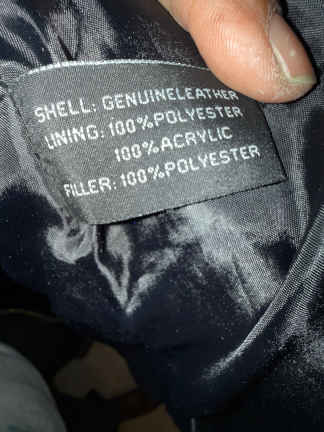 SHELL: GENUINELEATHER
LINING: 100%POLYESTER
100%ACRYLIC
FILLER: 100%POLYESTER